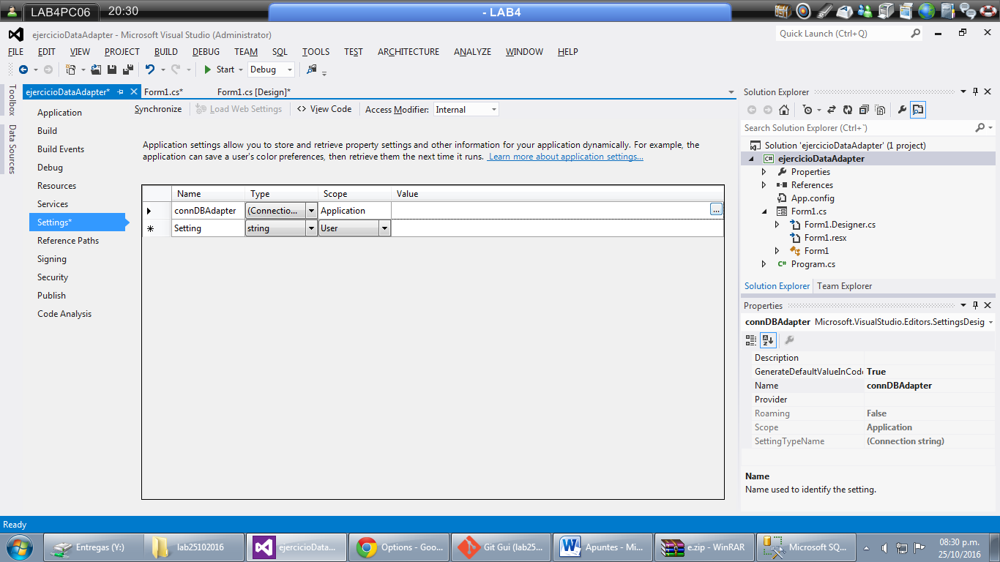 LAB4PC06 20:30 - LAB4
ejercicioDataAdapter - Microsoft Visual Studio (Administrator) Quick Launch (Ctrl+Q)
FILE EDIT VIEW PROJECT BUILD DEBUG TEAM SQL TOOLS TEST ARCHITECTURE ANALYZE WINDOW HELP
Start Debug
Toolbox
Data Sources
ejercicioDataAdapter* Form1.cs* Form1.cs [Design]*
Application
Build
Build Events
Debug
Resources
Services
Settings*
Reference Paths
Signing
Security
Publish
Code Analysis
Synchronize Load Web Settings <> View Code Access Modifier: Internal
Application settings allow you to store and retrieve property settings and other information for your application dynamically. For example, the
application can save a user's color preferences, then retrieve them the next time it runs. Learn more about application settings...
Name Type Scope Value
connDBAdapter (Connectio... Application ...
* Setting string User
Solution Explorer
Search Solution Explorer (Ctrl+´)
Solution 'ejercicioDataAdapter' (1 project)
C# ejercicioDataAdapter
Properties
References
App.config
Form1.cs
Form1.Designer.cs
Form1.resx
Form1
C# Program.cs
Solution Explorer Team Explorer
Properties
connDBAdapter Microsoft.VisualStudio.Editors.SettingsDesig
Description
GenerateDefaultValueInCode True
Name connDBAdapter
Provider
Roaming False
Scope Application
SettingTypeName (Connection string)
Name
Name used to identify the setting.
Ready
Entregas (Y:) lab25102016 ejercicioData... Options - Goo... Git Gui (lab25... Apuntes - Mi... e.zip - WinRAR Microsoft SQ... 08:30 p.m.
25/10/2016